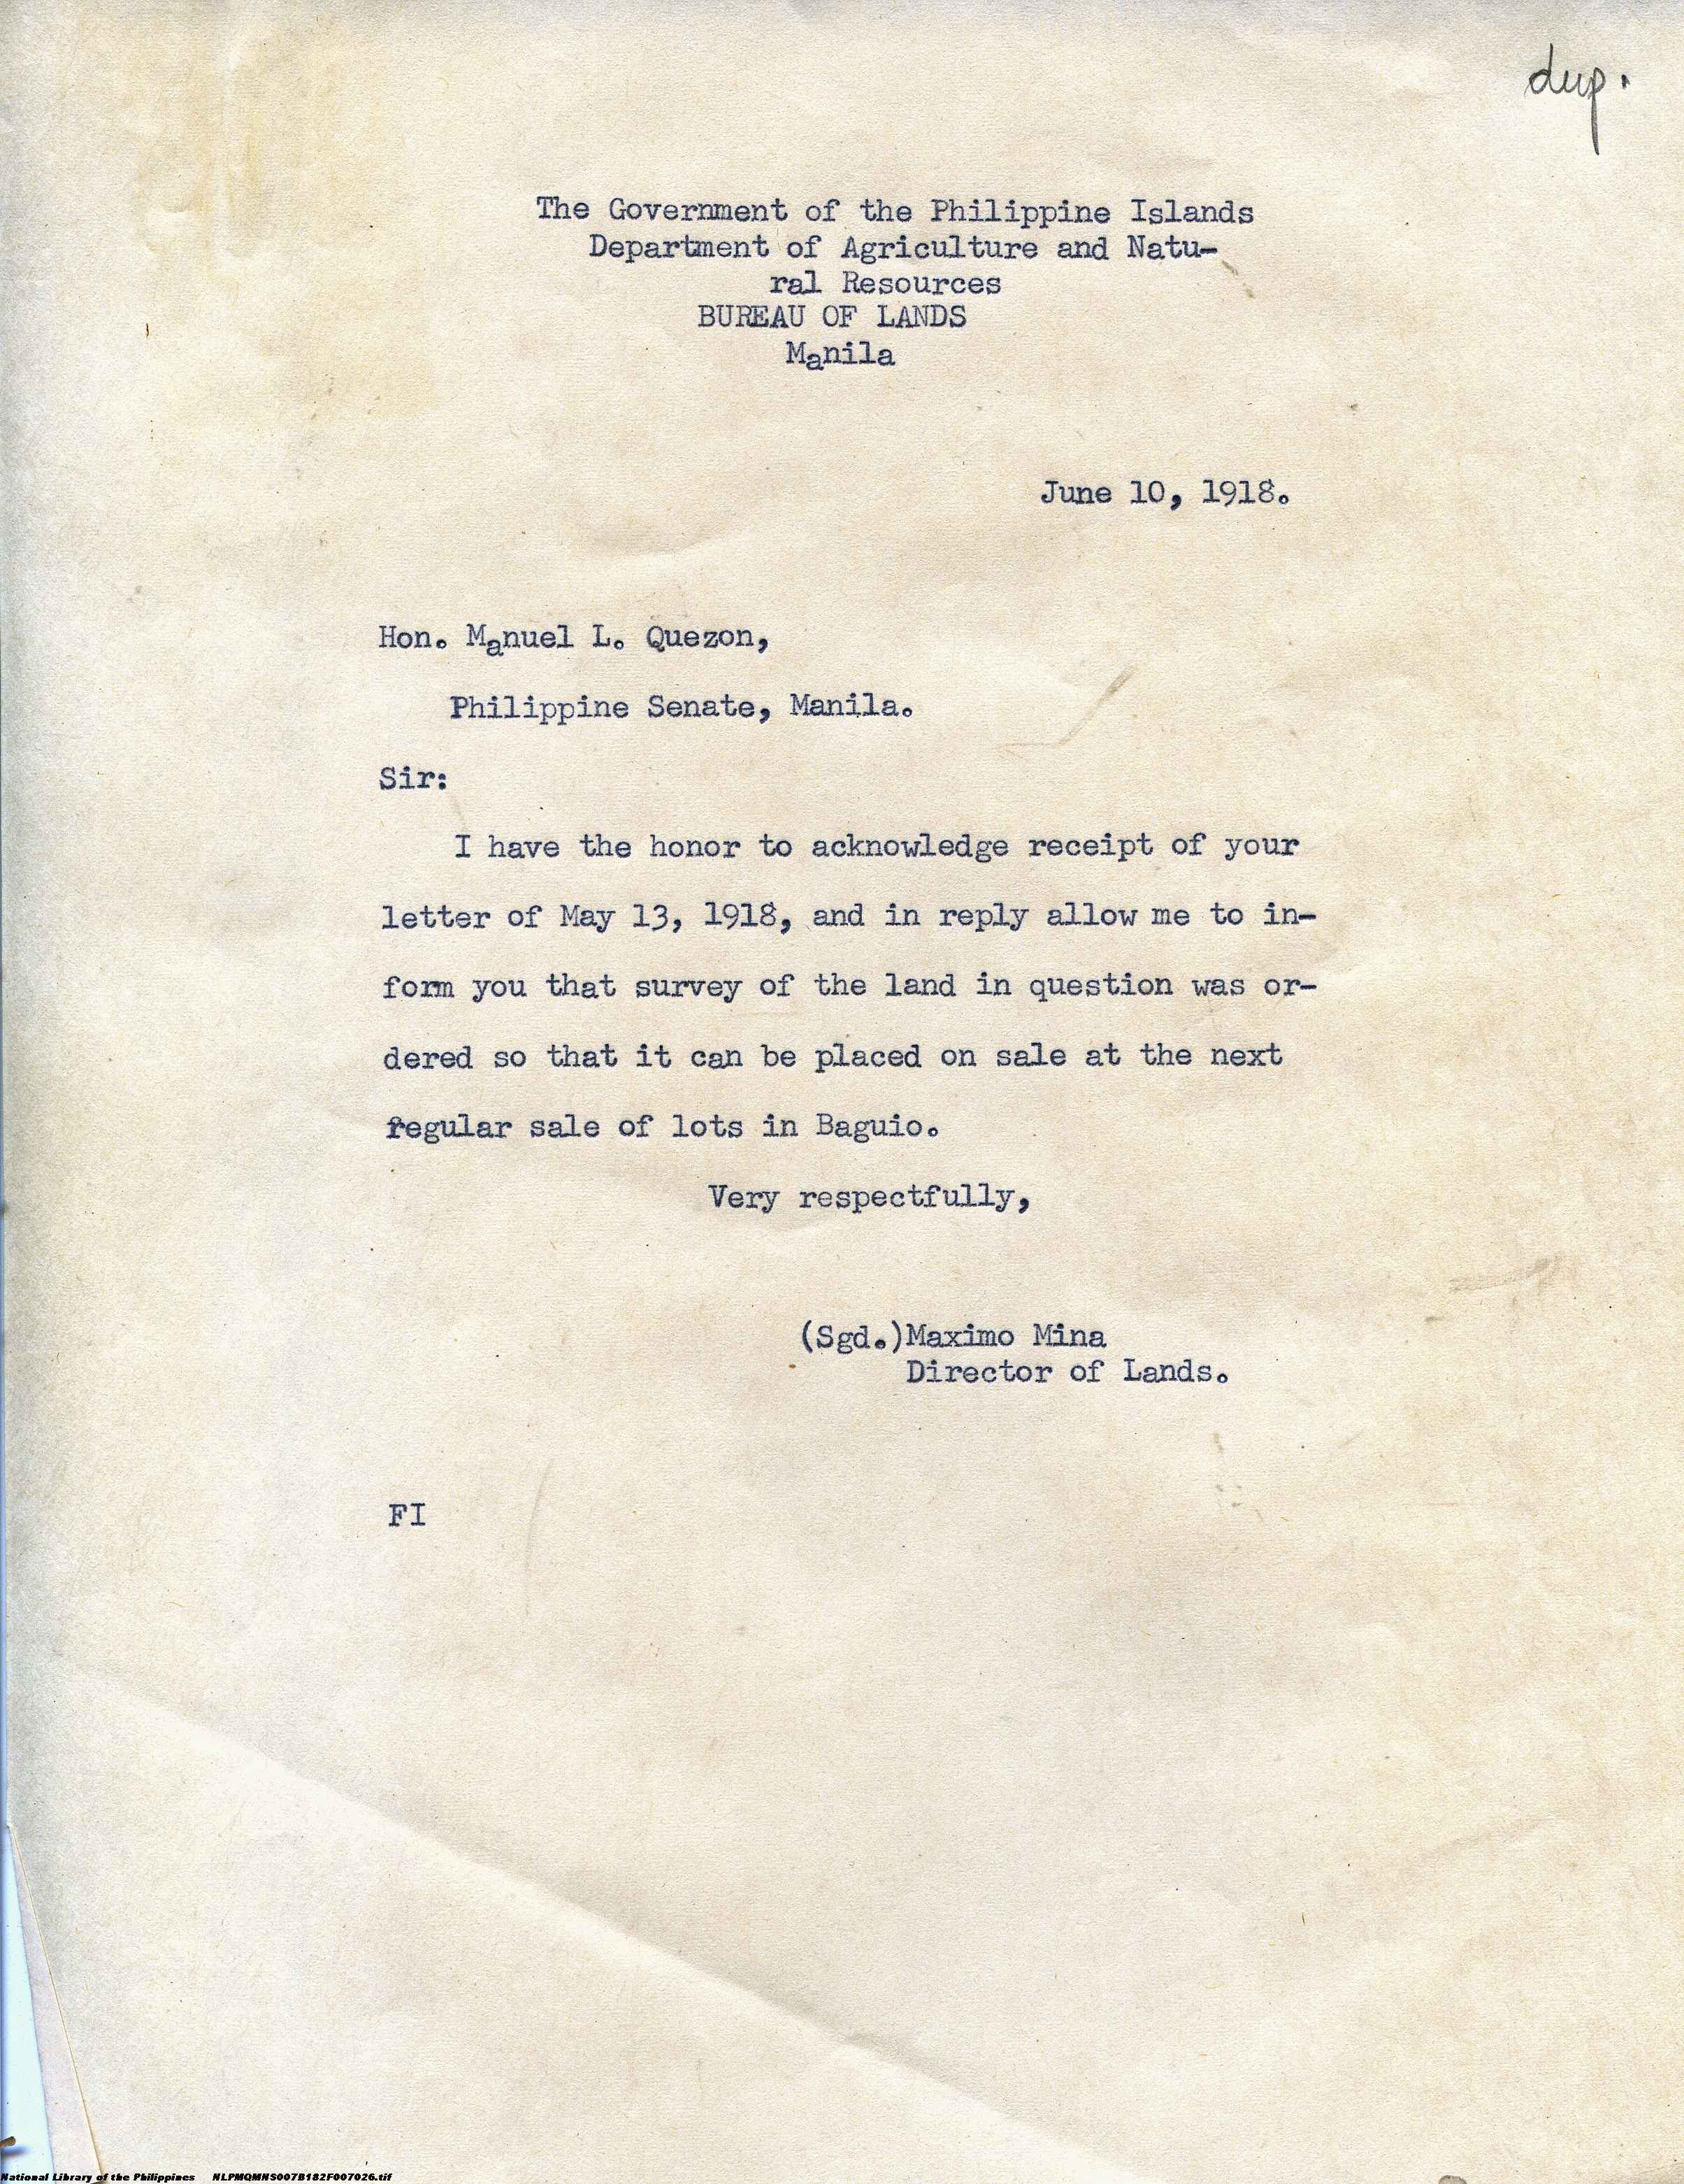 dup.
The Government of the Philippine Islands
Department of Agriculture and Natu-
ral Resources
BUREAU OF LANDS
Manila
June 10, 1918.
Hon. Manuel L. Quezon,
Philippine Senate, Manila.
Sir:
I have the honor to acknowledge receipt of your
letter of May 13, 1918, and in reply allow me to in-
form you that survey of the land in question was or-
dered so that it can be placed on sale at the next
regular sale of lots in Baguio.
Very respectfully,
(Sgd.)Maximo Mina
Director of Lands.
FI
National Library of the Philippines NLPMQMNS007B182F007026.tif